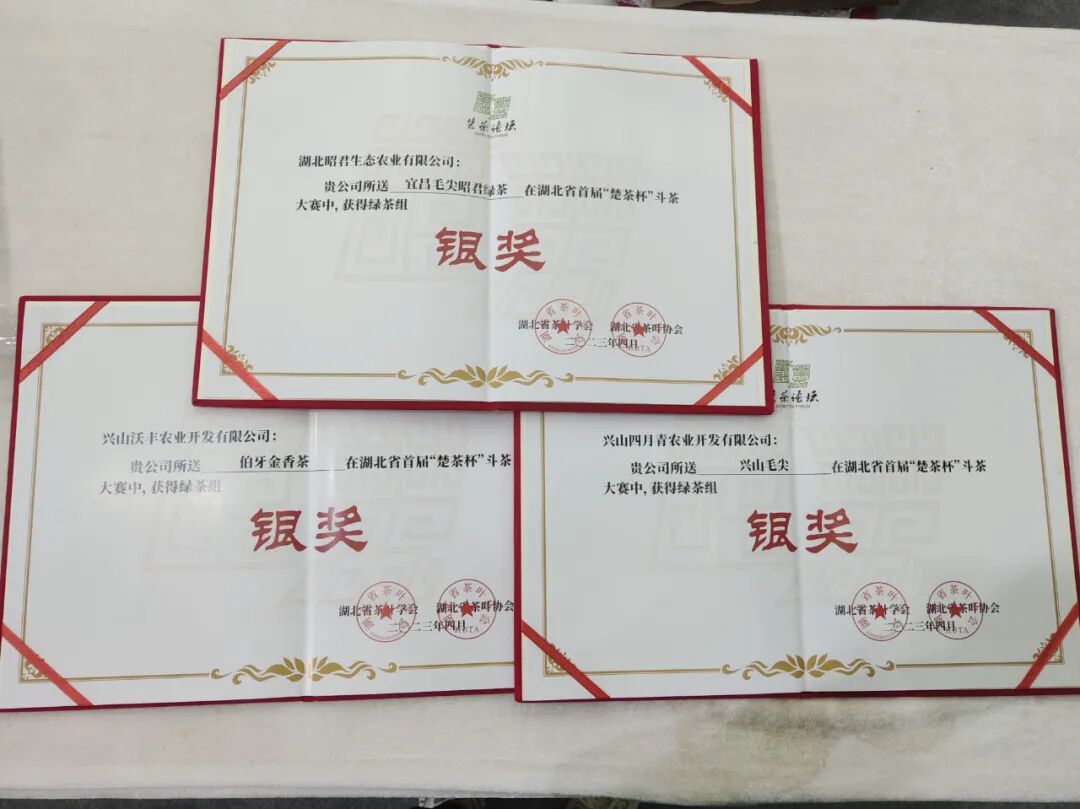 楚茶论坛
湖北昭君生态农业有限公司：
贵公司所送 宜昌毛尖昭君绿茶 在湖北省首届“楚茶杯”斗茶
大赛中，获得绿茶组
银奖
湖北省茶叶学会 湖北省茶叶协会
二〇二三年四月
兴山沃丰农业开发有限公司：
贵公司所送 伯牙金香茶 在湖北省首届“楚茶杯”斗茶
大赛中，获得绿茶组
银奖
湖北省茶叶学会 湖北省茶叶协会
二〇二三年四月
楚茶论坛
兴山四月青农业开发有限公司：
贵公司所送 兴山毛尖 在湖北省首届“楚茶杯”斗茶
大赛中，获得绿茶组
银奖
湖北省茶叶学会 湖北省茶叶协会
二〇二三年四月